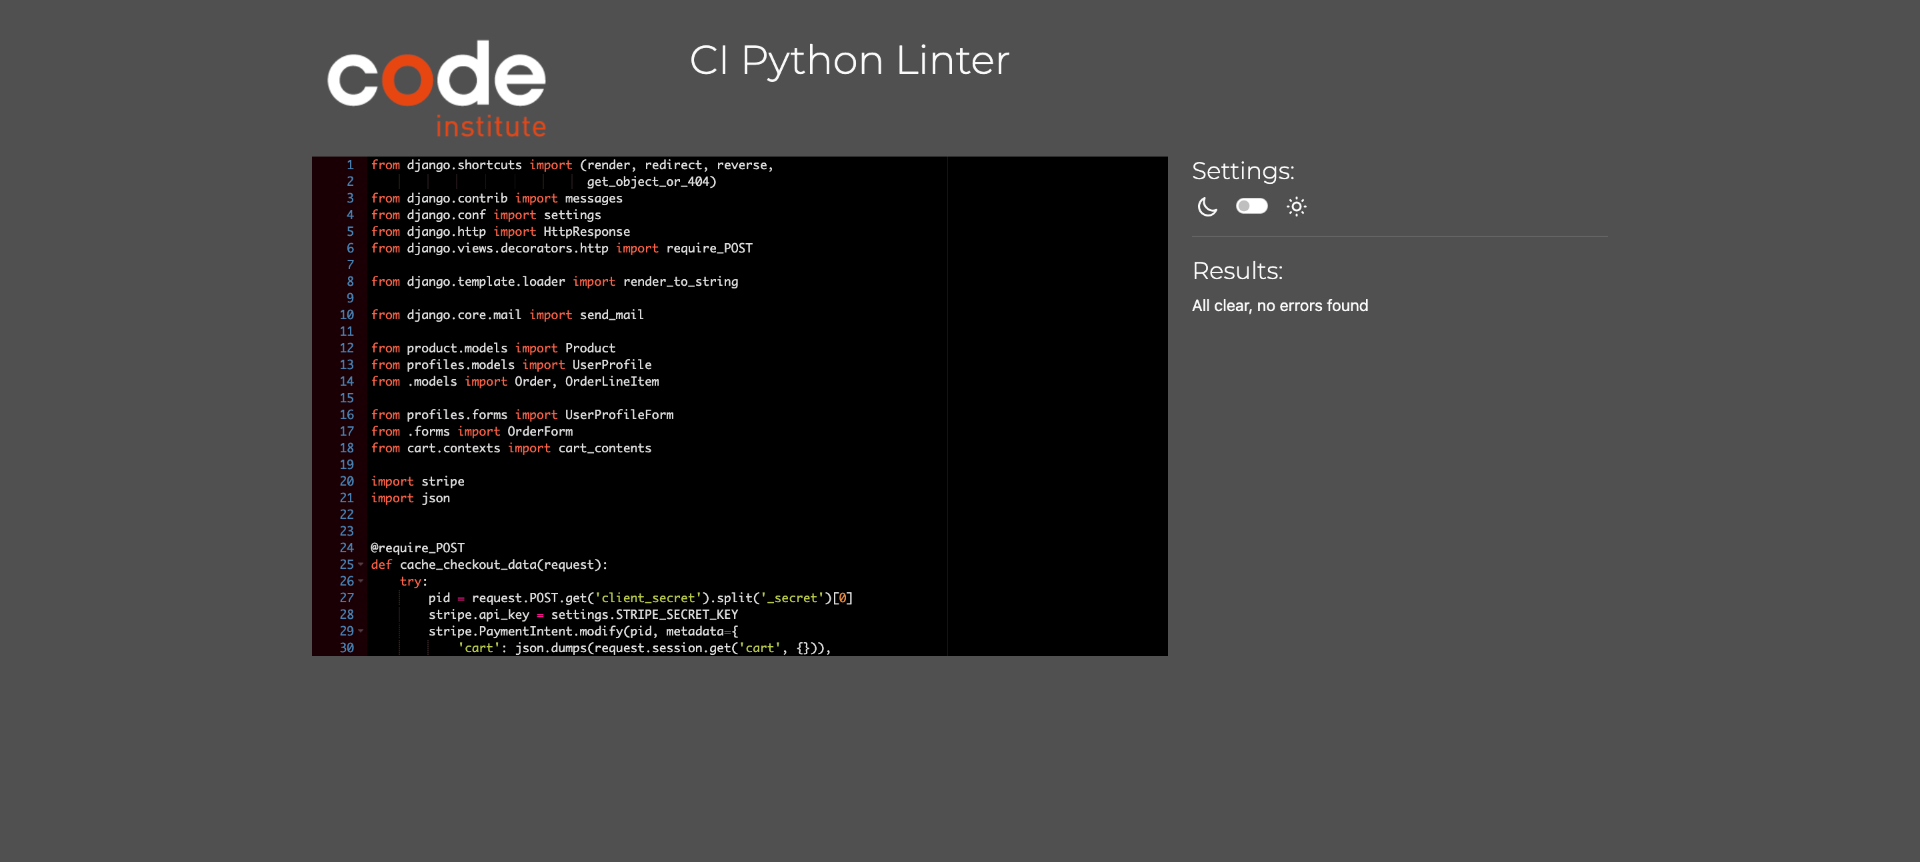 code
institute
CI Python Linter
1 from django.shortcuts import (render, redirect, reverse,
2 get_object_or_404)
3 from django.contrib import messages
4 from django.conf import settings
5 from django.http import HttpResponse
6 from django.views.decorators.http import require_POST
7
8 from django.template.loader import render_to_string
9
10 from django.core.mail import send_mail
11
12 from product.models import Product
13 from profiles.models import UserProfile
14 from .models import Order, OrderLineItem
15
16 from profiles.forms import UserProfileForm
17 from .forms import OrderForm
18 from cart.contexts import cart_contents
19
20 import stripe
21 import json
22
23
24 @require_POST
25 def cache_checkout_data(request):
26 try:
27 pid = request.POST.get('client_secret').split('_secret')[0]
28 stripe.api_key = settings.STRIPE_SECRET_KEY
29 stripe.PaymentIntent.modify(pid, metadata={
30 'cart': json.dumps(request.session.get('cart', {})),
Settings:
Results:
All clear, no errors found